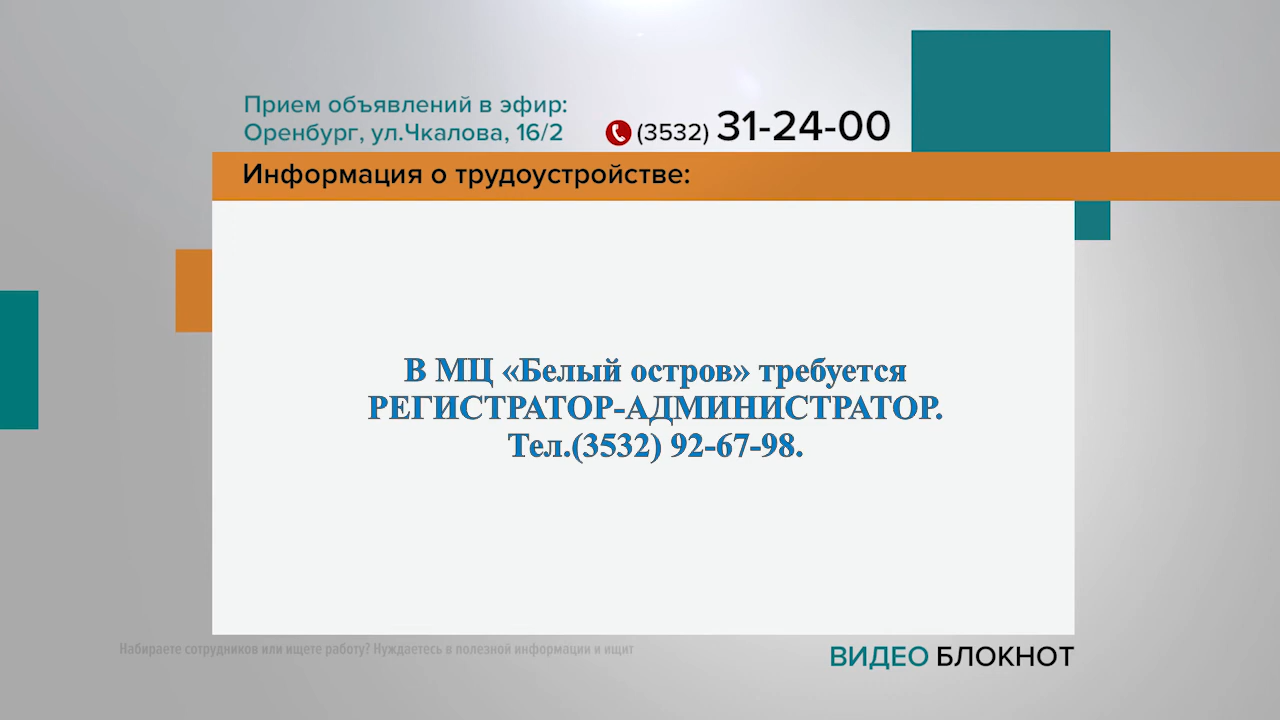 Прием объявлений в эфир:
Оренбург, ул.Чкалова, 16/2
(3532) 31-24-00
Информация о трудоустройстве:
В МЦ «Белый остров» требуется
РЕГИСТРАТОР-АДМИНИСТРАТОР.
Тел.(3532) 92-67-98.
Набираете сотрудников или ищете работу? Нуждаетесь в полезной информации и ищит
ВИДЕО БЛОКНОТ